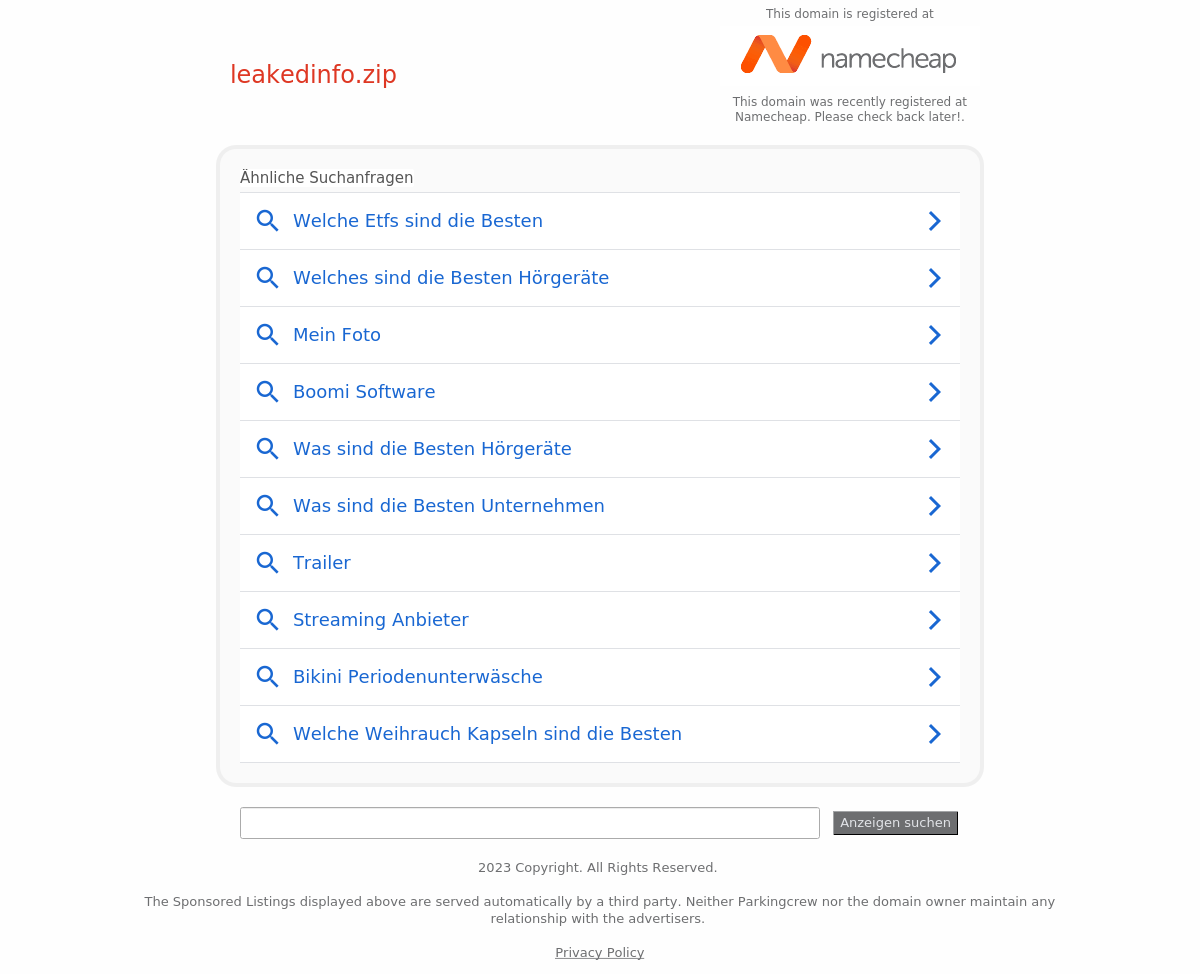 This domain is registered at
namecheap
leakedinfo.zip
This domain was recently registered at
Namecheap. Please check back later!.
Ähnliche Suchanfragen
Welche Etfs sind die Besten
Welches sind die Besten Hörgeräte
Mein Foto
Boomi Software
Was sind die Besten Hörgeräte
Was sind die Besten Unternehmen
Trailer
Streaming Anbieter
Bikini Periodenunterwäsche
Welche Weihrauch Kapseln sind die Besten
Anzeigen suchen
2023 Copyright. All Rights Reserved.
The Sponsored Listings displayed above are served automatically by a third party. Neither Parkingcrew nor the domain owner maintain any
relationship with the advertisers.
Privacy Policy